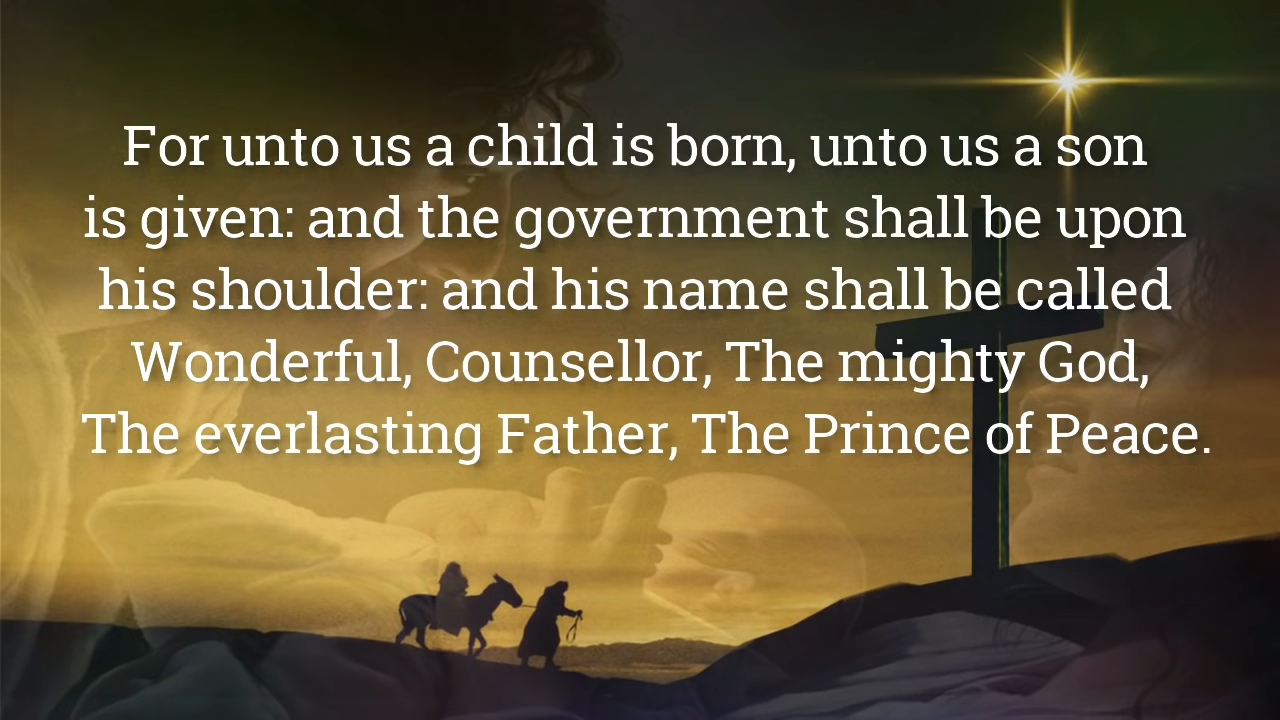 For unto us a child is born, unto us a son
is given: and the government shall be upon
his shoulder: and his name shall be called
Wonderful, Counsellor, The mighty God,
The everlasting Father, The Prince of Peace.